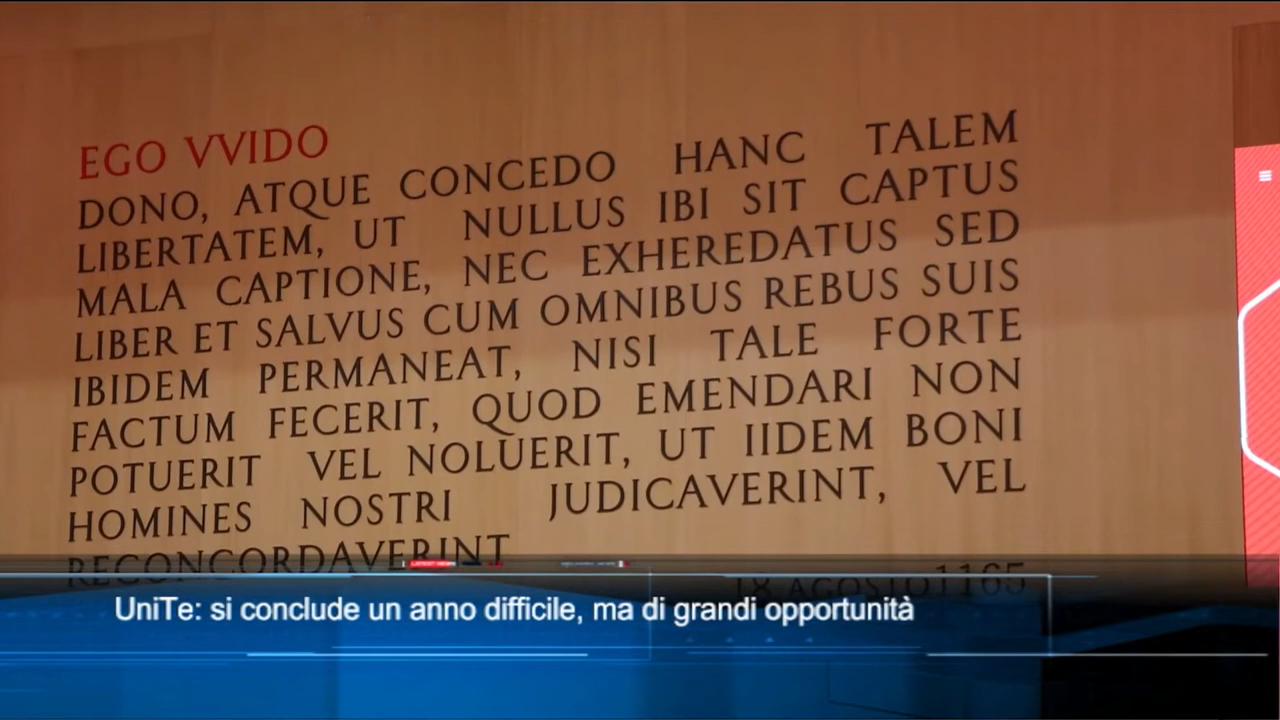 EGO VVIDO
DONO, ATQUE CONCEDO HANC TALEM
LIBERTATEM, UT NULLUS IBI SIT CAPTUS
MALA CAPTIONE, NEC EXHEREDATUS SED
LIBER ET SALVUS CUM OMNIBUS REBUS SUIS
IBIDEM PERMANEAT, NISI TALE FORTE
FACTUM FECERIT, QUOD EMENDARI NON
POTUERIT VEL NOLUERIT, UT IIDEM BONI
HOMINES NOSTRI JUDICAVERINT, VEL
RECONCORDAVERINT
LATEST NEWS
18 AGOSTO 1165
UniTe: si conclude un anno difficile, ma di grandi opportunità